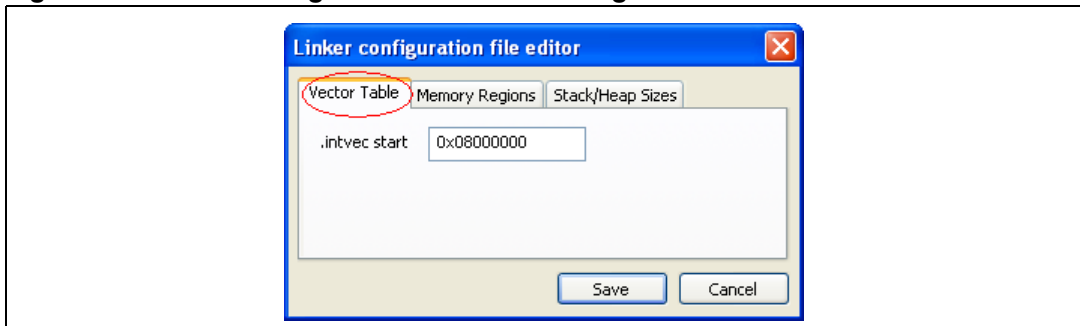 Linker configuration file editor
Vector Table Memory Regions Stack/Heap Sizes
.intvec start 0x08000000
Save Cancel